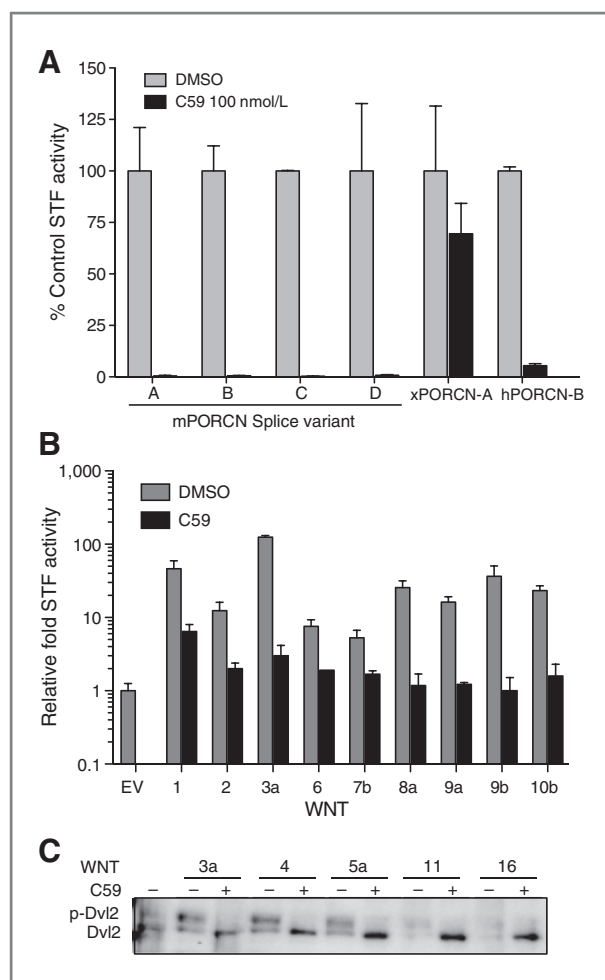 A
150
DMSO
C59 100 nmol/L
125
100
75
50
25
0
% Control STF activity
A B C D xPORCN-A hPORCN-B
mPORCN Splice variant
B
1,000
DMSO
C59
100
10
1
0.1
Relative fold STF activity
EV 1 2 3a 6 7b 8a 9a 9b 10b
WNT
C
WNT 3a 4 5a 11 16
C59 – – + – + – + – + – +
p-Dvl2
Dvl2